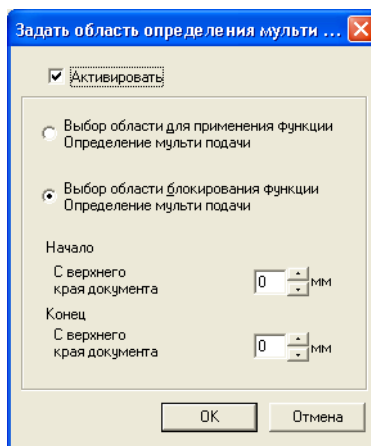 Задать область определения мульти ...
Активировать
Выбор области для применения функции
Определение мульти подачи
Выбор области блокирования функции
Определение мульти подачи
Начало
С верхнего
края документа
0 мм
Конец
С верхнего
края документа
0 мм
OK Отмена